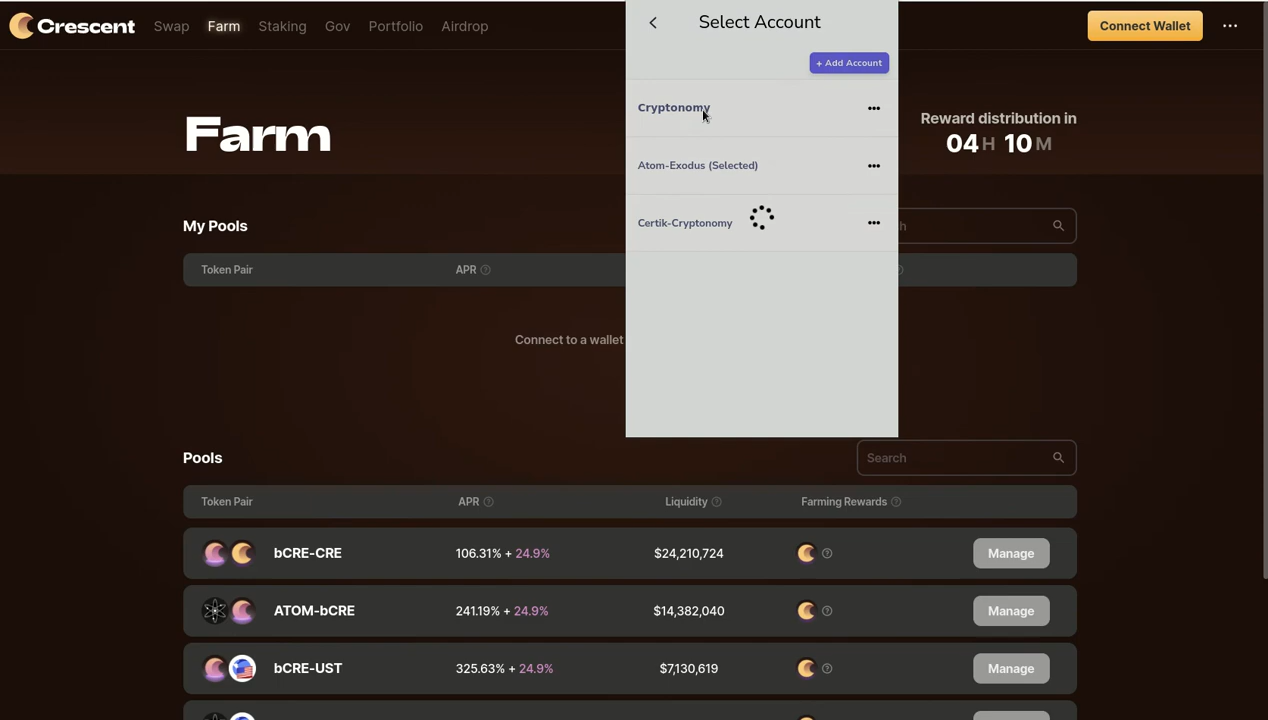 Crescent Swap Farm Staking Gov Portfolio Airdrop
Select Account
Connect Wallet
+ Add Account
Cryptonomy
Farm
Reward distribution in
04 H 10 M
Atom-Exodus (Selected)
Certik-Cryptonomy
My Pools
Token Pair APR
Connect to a wallet
Pools
Search
Token Pair APR Liquidity Farming Rewards
bCRE-CRE 106.31% + 24.9% $24,210,724 Manage
ATOM-bCRE 241.19% + 24.9% $14,382,040 Manage
bCRE-UST 325.63% + 24.9% $7,130,619 Manage